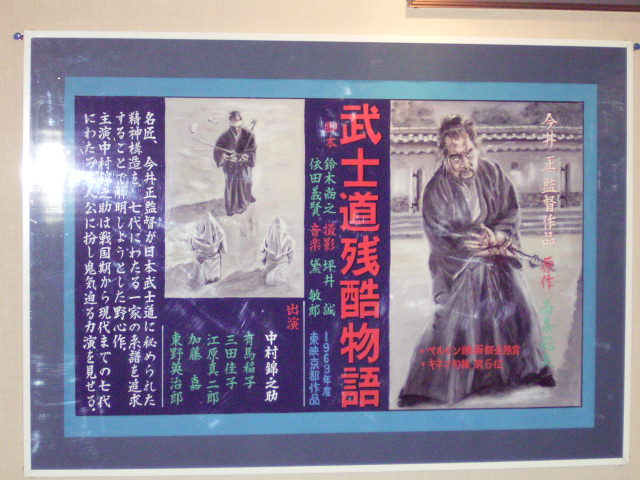 今井 正 監督作品 原作
・ベルリン映画祭金熊賞
・キネマ旬報 第5位
武士道残酷物語
脚本 鈴木尚之 撮影 坪井 誠
依田義賢 音楽 黛 敏郎
1963年度
東映京都作品
出演
中村錦之助
有馬稲子
三田佳子
江原真二郎
加藤 嘉
東野英治郎
名匠、今井正監督が日本武士道に秘められた
精神構造を、七代にわたる一家の系譜を追求
することで解明しようとした野心作。
主演中村錦之助は戦国期から現代までの七代
にわたる主人公に扮し鬼気迫る力演を見せる。